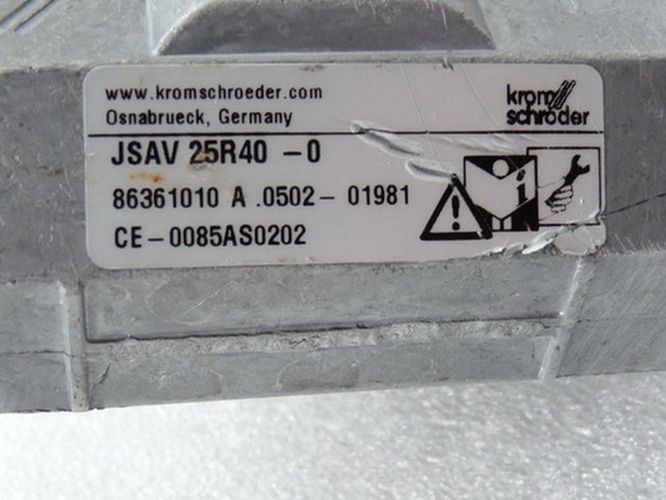 www.kromschroeder.com
Osnabrueck, Germany
krom
schröder
JSAV 25R40 -0
86361010 A .0502- 01981
CE-0085AS0202